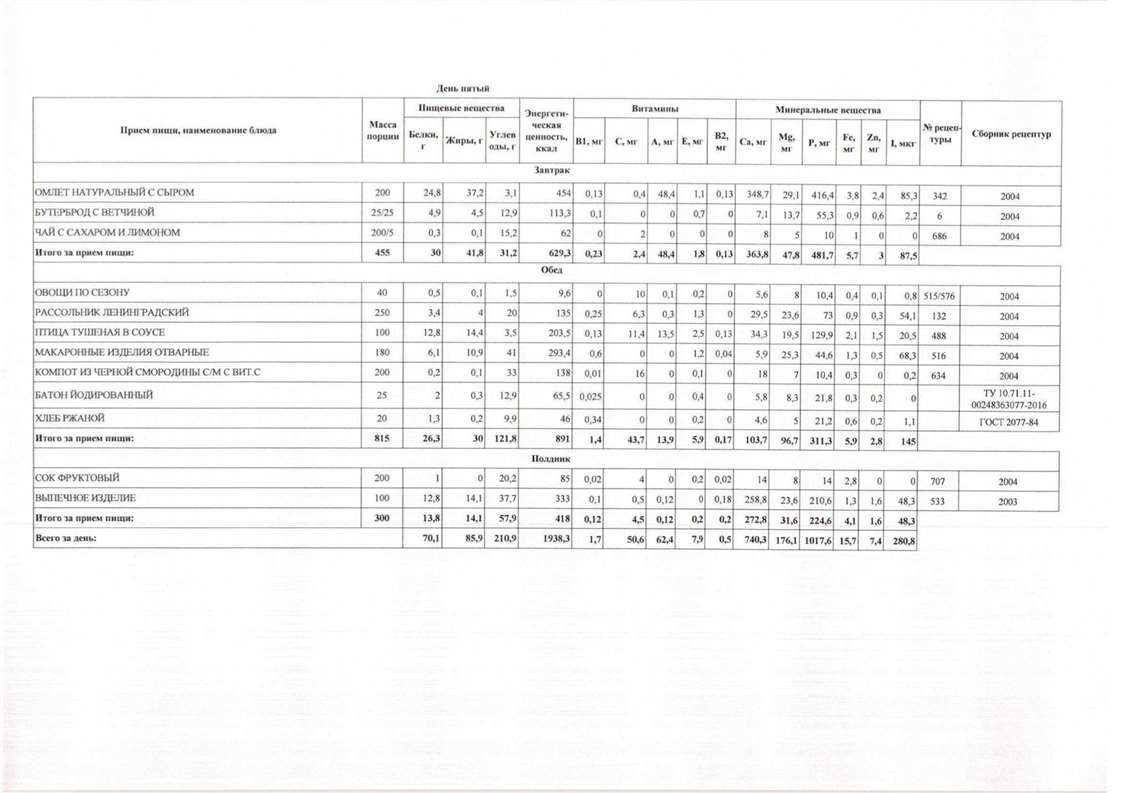 День пятый
Прием пищи, наименование блюда | Масса порции | Пищевые вещества | Энергети-ческая ценность, ккал | Витамины | Минеральные вещества | № рецеп-туры | Сборник рецептур
Белки, г | Жиры, г | Углев оды, г | B1, мг | С, мг | А, мг | Е, мг | В2, мг | Ca, мг | Mg, мг | P, мг | Fe, мг | Zn, мг | I, мкг
Завтрак
ОМЛЕТ НАТУРАЛЬНЫЙ С СЫРОМ 200 24,8 37,2 3,1 454 0,13 0,4 48,4 1,1 0,13 348,7 29,1 416,4 3,8 2,4 85,3 342 2004
БУТЕРБРОД С ВЕТЧИНОЙ 25/25 4,9 4,5 12,9 113,3 0,1 0 0 0,7 0 7,1 13,7 55,3 0,9 0,6 2,2 6 2004
ЧАЙ С САХАРОМ И ЛИМОНОМ 200/5 0,3 0,1 15,2 62 0 2 0 0 0 8 5 10 1 0 0 686 2004
Итого за прием пищи: 455 30 41,8 31,2 629,3 0,23 2,4 48,4 1,8 0,13 363,8 47,8 481,7 5,7 3 87,5
Обед
ОВОЩИ ПО СЕЗОНУ 40 0,5 0,1 1,5 9,6 0 10 0,1 0,2 0 5,6 8 10,4 0,4 0,1 0,8 515/576 2004
РАССОЛЬНИК ЛЕНИНГРАДСКИЙ 250 3,4 4 20 135 0,25 6,3 0,3 1,3 0 29,5 23,6 73 0,9 0,3 54,1 132 2004
ПТИЦА ТУШЕНАЯ В СОУСЕ 100 12,8 14,4 3,5 203,5 0,13 11,4 13,5 2,5 0,13 34,3 19,5 129,9 2,1 1,5 20,5 488 2004
МАКАРОННЫЕ ИЗДЕЛИЯ ОТВАРНЫЕ 180 6,1 10,9 41 293,4 0,6 0 0 1,2 0,04 5,9 25,3 44,6 1,3 0,5 68,3 516 2004
КОМПОТ ИЗ ЧЕРНОЙ СМОРОДИНЫ С/М С ВИТ.С 200 0,2 0,1 33 138 0,01 16 0 0,1 0 18 7 10,4 0,3 0 0,2 634 2004
БАТОН ЙОДИРОВАННЫЙ 25 2 0,3 12,9 65,5 0,025 0 0 0,4 0 5,8 8,3 21,8 0,3 0,2 0 ТУ 10.71.11-00248363077-2016
ХЛЕБ РЖАНОЙ 20 1,3 0,2 9,9 46 0,34 0 0 0,2 0 4,6 5 21,2 0,6 0,2 1,1 ГОСТ 2077-84
Итого за прием пищи: 815 26,3 30 121,8 891 1,4 43,7 13,9 5,9 0,17 103,7 96,7 311,3 5,9 2,8 145
Полдник
СОК ФРУКТОВЫЙ 200 1 0 20,2 85 0,02 4 0 0,2 0,02 14 8 14 2,8 0 0 707 2004
ВЫПЕЧНОЕ ИЗДЕЛИЕ 100 12,8 14,1 37,7 333 0,1 0,5 0,12 0 0,18 258,8 23,6 210,6 1,3 1,6 48,3 533 2003
Итого за прием пищи: 300 13,8 14,1 57,9 418 0,12 4,5 0,12 0,2 0,2 272,8 31,6 224,6 4,1 1,6 48,3
Всего за день: 70,1 85,9 210,9 1938,3 1,7 50,6 62,4 7,9 0,5 740,3 176,1 1017,6 15,7 7,4 280,8